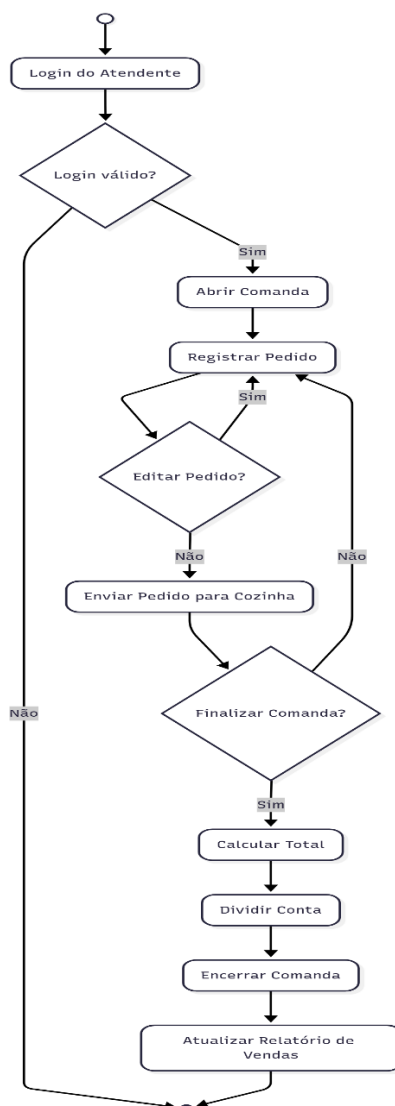 Login do Atendente
Login válido?
Sim
Abrir Comanda
Registrar Pedido
Sim
Editar Pedido?
Não
Não
Enviar Pedido para Cozinha
Não
Finalizar Comanda?
Sim
Calcular Total
Dividir Conta
Encerrar Comanda
Atualizar Relatório de
Vendas